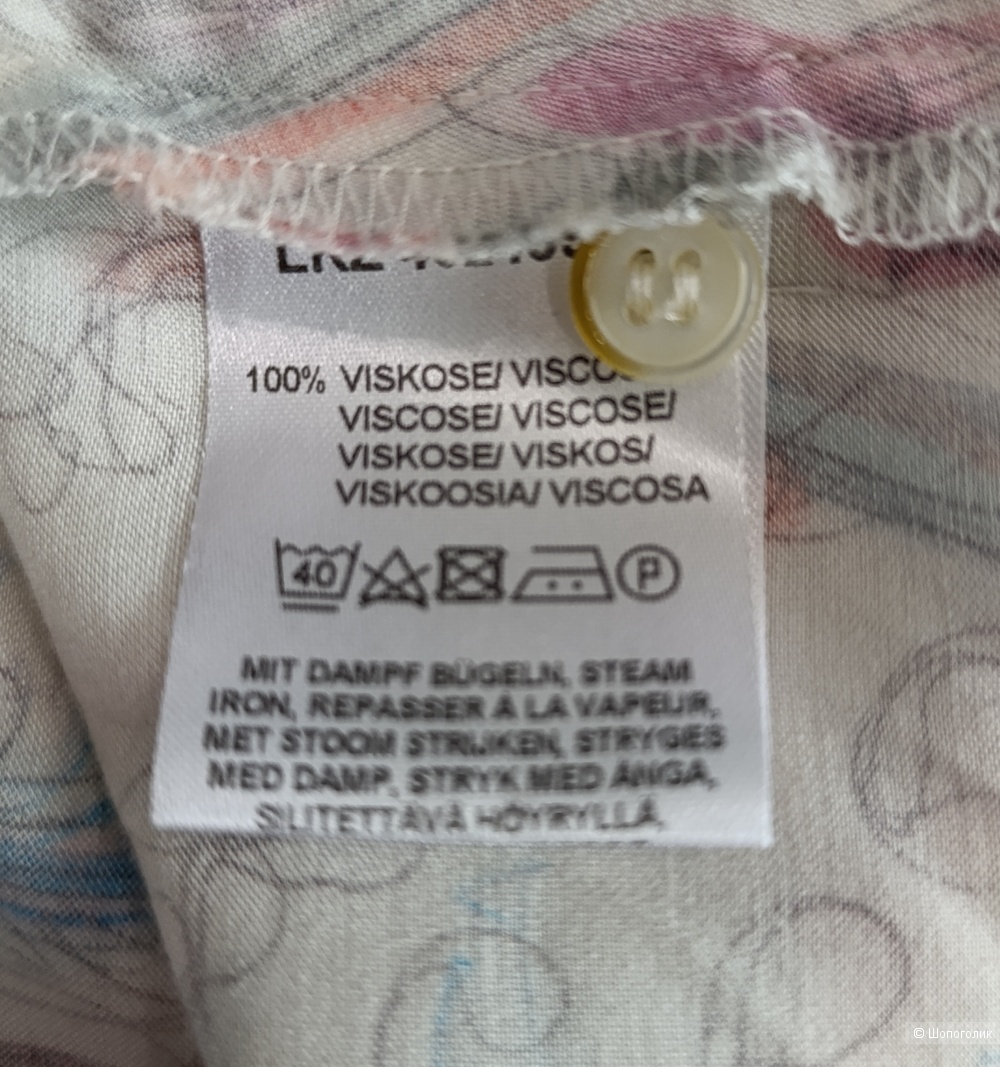 100% VISKOSE/
VISCOSE/ VISCOSE/
VISKOSE/ VISKOS/
VISKOOSIA/ VISCOSA
40 P
MIT DAMPF BÜGELN, STEAM
IRON, REPASSER A LA VAPEUR,
MET STOOM STRIJKEN, STRYGES
MED DAMP, STRYK MED ÅNGA,
SILITETTÄVÄ HÖYRYLLÄ.
© Шопоголик